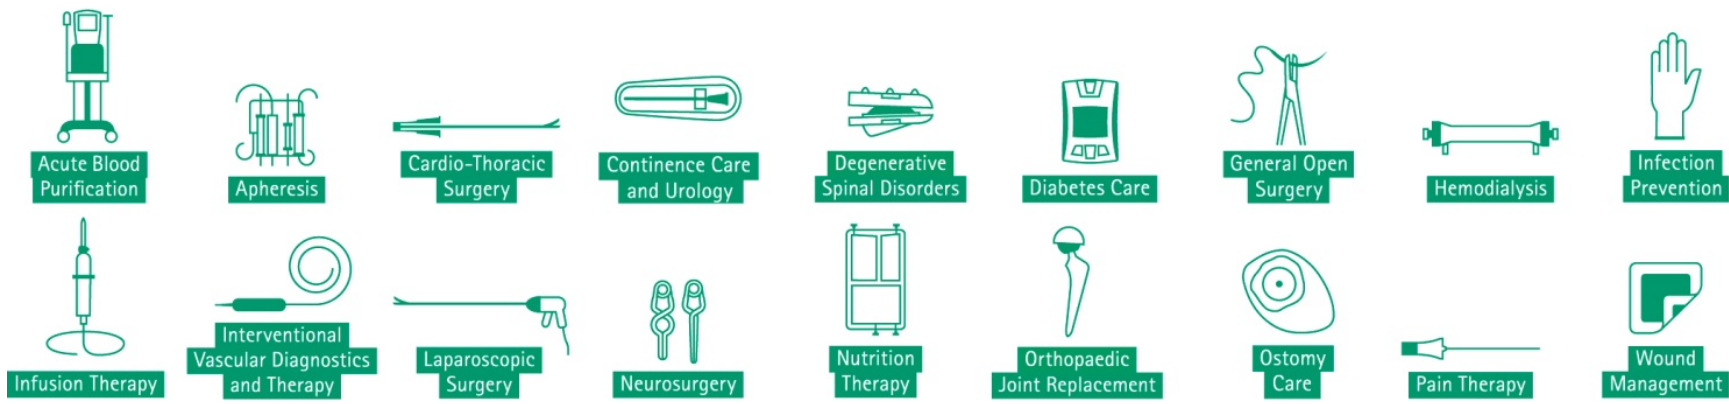 Acute Blood
Purification
Apheresis
Cardio-Thoracic
Surgery
Continence Care
and Urology
Degenerative
Spinal Disorders
Diabetes Care
General Open
Surgery
Hemodialysis
Infection
Prevention
Infusion Therapy
Interventional
Vascular Diagnostics
and Therapy
Laparoscopic
Surgery
Neurosurgery
Nutrition
Therapy
Orthopaedic
Joint Replacement
Ostomy
Care
Pain Therapy
Wound
Management